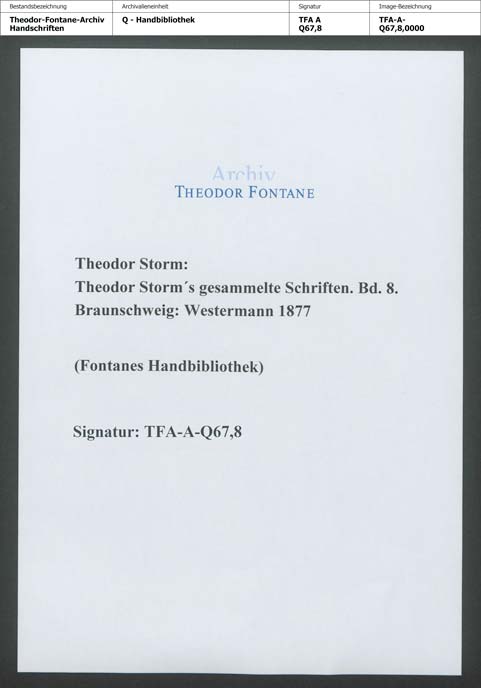 Bestandsbezeichnung Archivalieneinheit Signatur Image-Bezeichnung
Theodor-Fontane-Archiv Q - Handbibliothek TFA A TFA-A-
Handschriften Q67,8 Q67,8,0000
Archiv
THEODOR FONTANE
Theodor Storm:
Theodor Storm´s gesammelte Schriften. Bd. 8.
Braunschweig: Westermann 1877
(Fontanes Handbibliothek)
Signatur: TFA-A-Q67,8